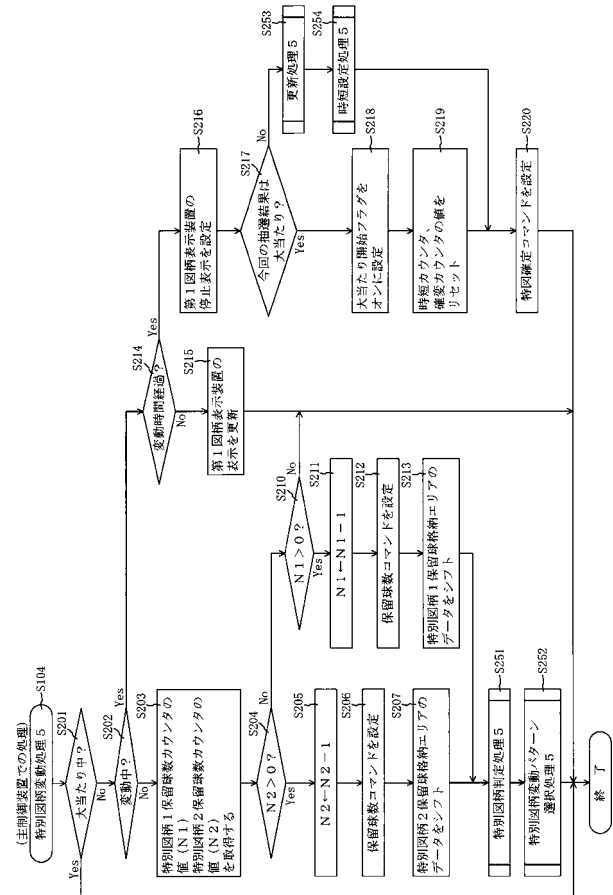 (主制御装置での処理)
特別図柄変動処理5
S104
S201
大当たり中?
Yes
No
S202
変動中?
Yes
No
S203
特別図柄1保留球数カウンタの
値(N1)
特別図柄2保留球数カウンタの
値(N2)
を取得する
S204
N2>0?
No
Yes
S205
N2←N2-1
S206
保留球数コマンドを設定
S207
特別図柄2保留球格納エリアの
データをシフト
S210
N1>0?
No
Yes
S211
N1←N1-1
S212
保留球数コマンドを設定
S213
特別図柄1保留球格納エリアの
データをシフト
S251
特別図柄判定処理5
S252
特別図柄変動パターン
選択処理5
S214
変動時間経過?
Yes
No
S215
第1図柄表示装置の
表示を更新
S216
第1図柄表示装置の
停止表示を設定
S217
今回の抽選結果は
大当たり?
No
Yes
S218
大当たり開始フラグを
オンに設定
S219
時短カウンタ、
確変カウンタの値を
リセット
S253
更新処理5
S254
時短設定処理5
S220
特図確定コマンドを設定
終了